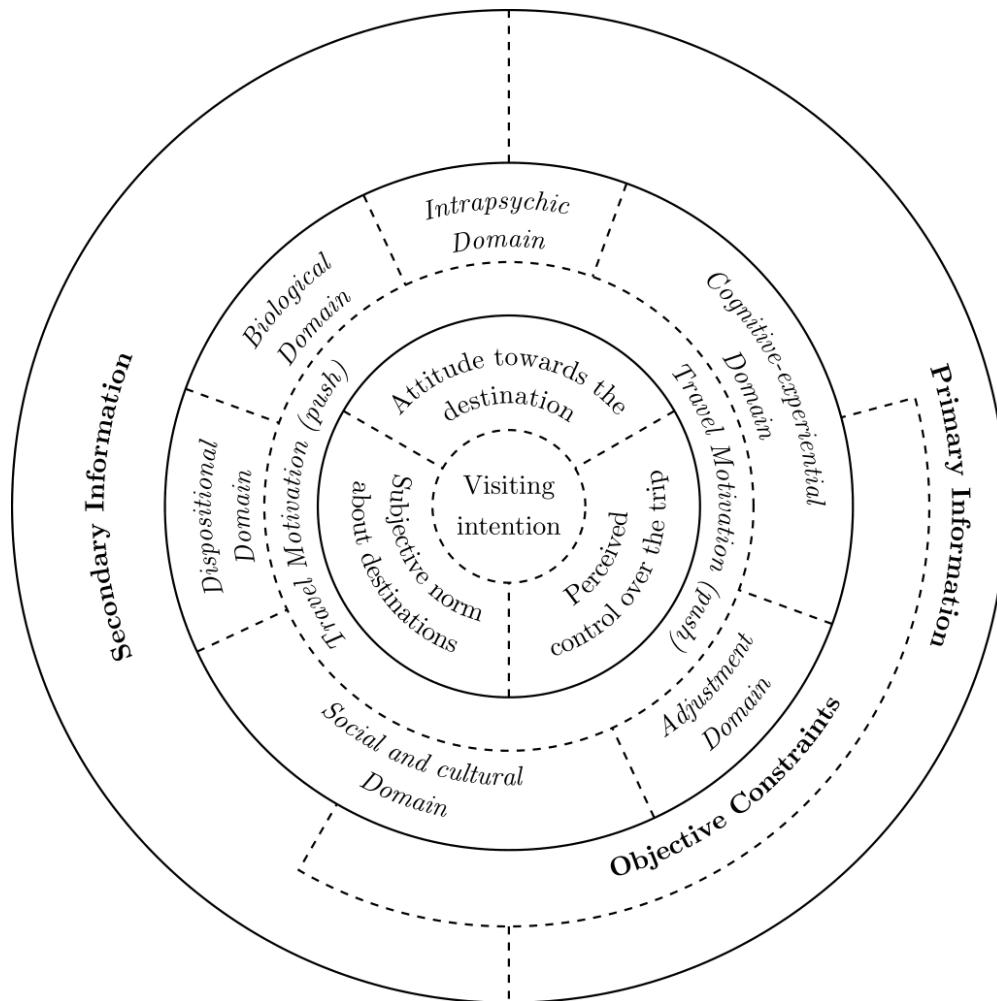 Intrapsychic
Domain
Biological
Domain
Cognitive-experiential
Domain
Attitude towards the
destination
Travel Motivation (push)
Travel Motivation (push)
Secondary Information
Primary Information
Dispositional
Domain
Visiting
intention
Subjective norm
about destinations
Perceived
control over the trip
Adjustment
Domain
Social and cultural
Domain
Objective Constraints